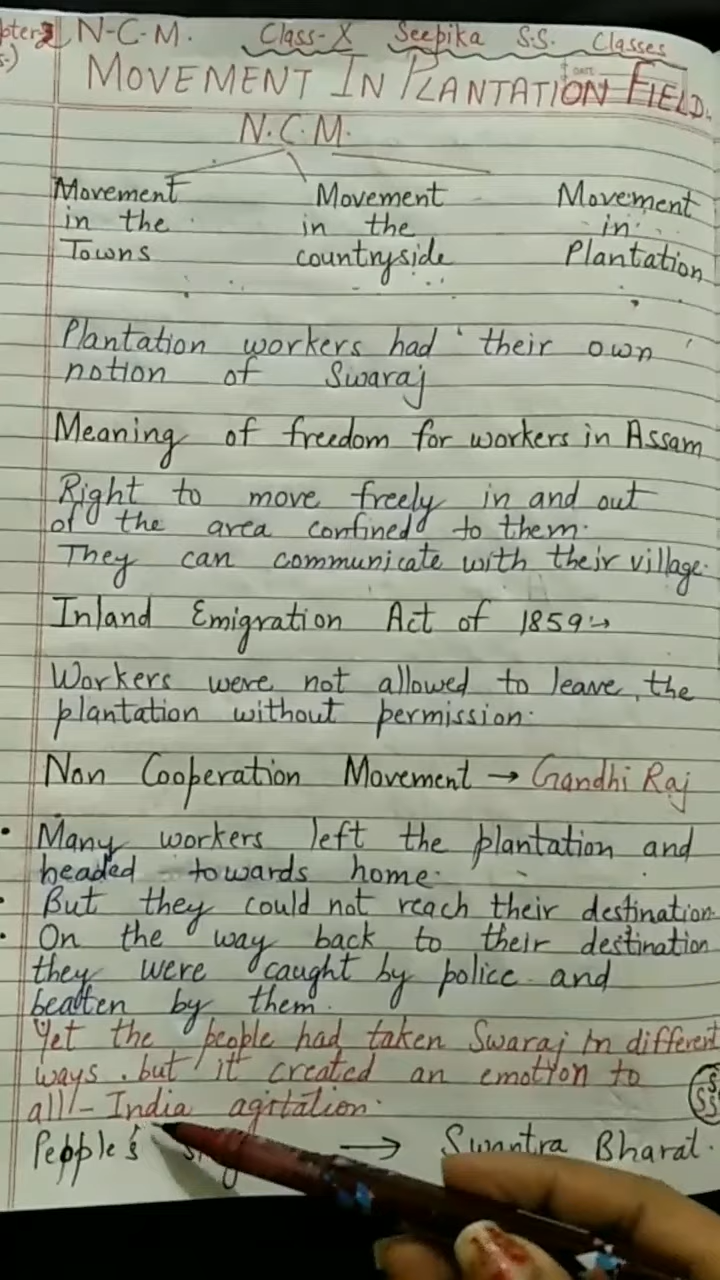 N-C-M. Class-X Seepika S.S. Classes
MOVEMENT IN PLANTATION FIELD.
DATE
N.C.M.
Movement in the Towns
Movement in the countryside
Movement in Plantation
Plantation workers had their own
notion of Swaraj
Meaning of freedom for workers in Assam
Right to move freely in and out
of the area confined to them.
They can communicate with their village.
Inland Emigration Act of 1859→
Workers were not allowed to leave the
plantation without permission.
Non Cooperation Movement → Gandhi Raj
• Many workers left the plantation and
headed towards home.
• But they could not reach their destination
• On the way back to their destination
they were caught by police and
beaten by them.
Yet the people had taken Swaraj in different
ways. but it created an emotion to
all-India agitation.
SSS
Pepple's → Swantra Bharat.